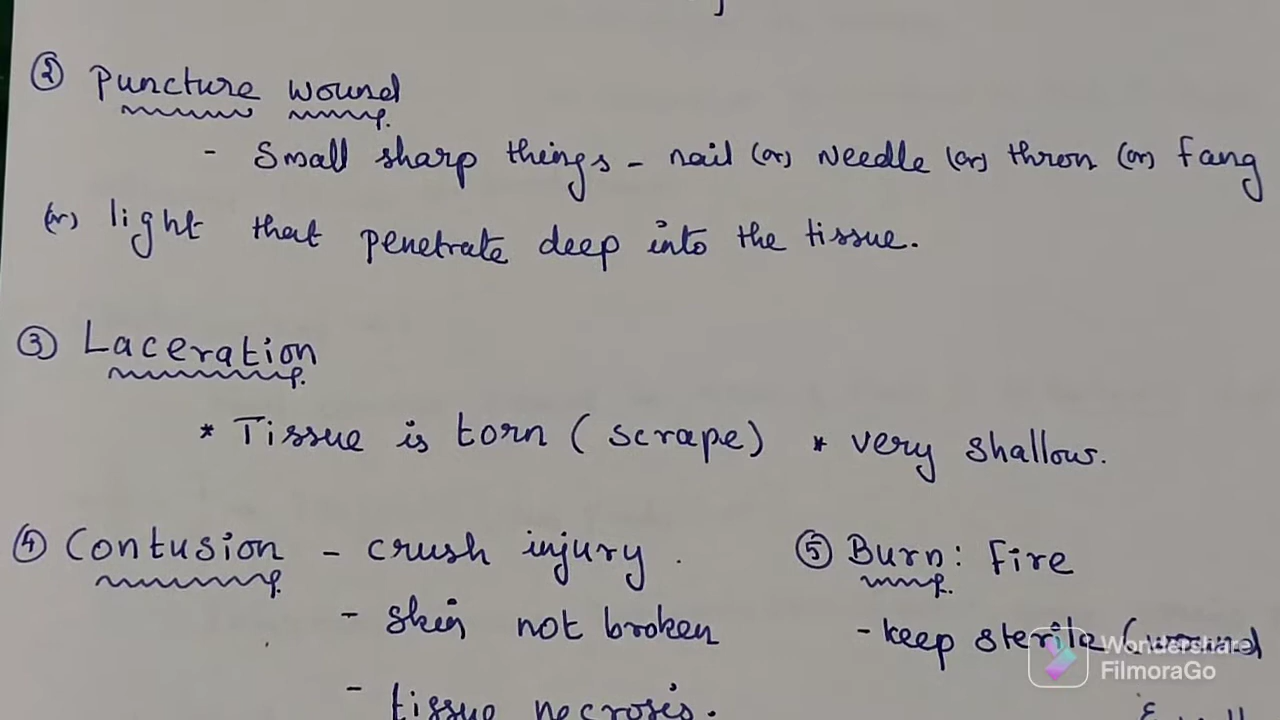 ② Puncture wound
- Small sharp things - nail (or) Needle (or) thron (or) fang
(or) light that penetrate deep into the tissue.
③ Laceration
* Tissue is torn (scrape) * very shallow.
④ Contusion - crush injury.
- skin not broken
- tissue necrosis.
⑤ Burn: Fire
- keep sterile (wound
Wondershare
FilmoraGo